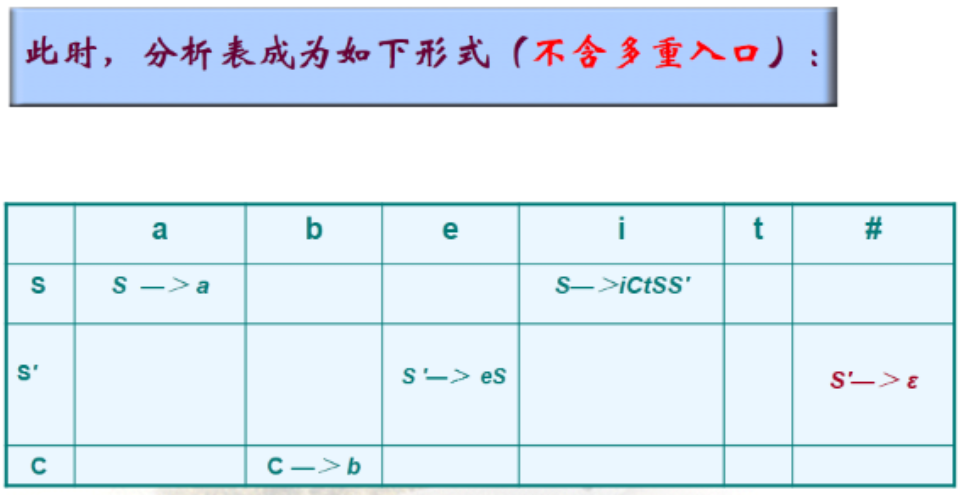 此时，分析表成为如下形式（不含多重入口）：
a b e i t #
S S —>a S—>iCtSS'
S' S'—> eS S'—>ε
C C —>b